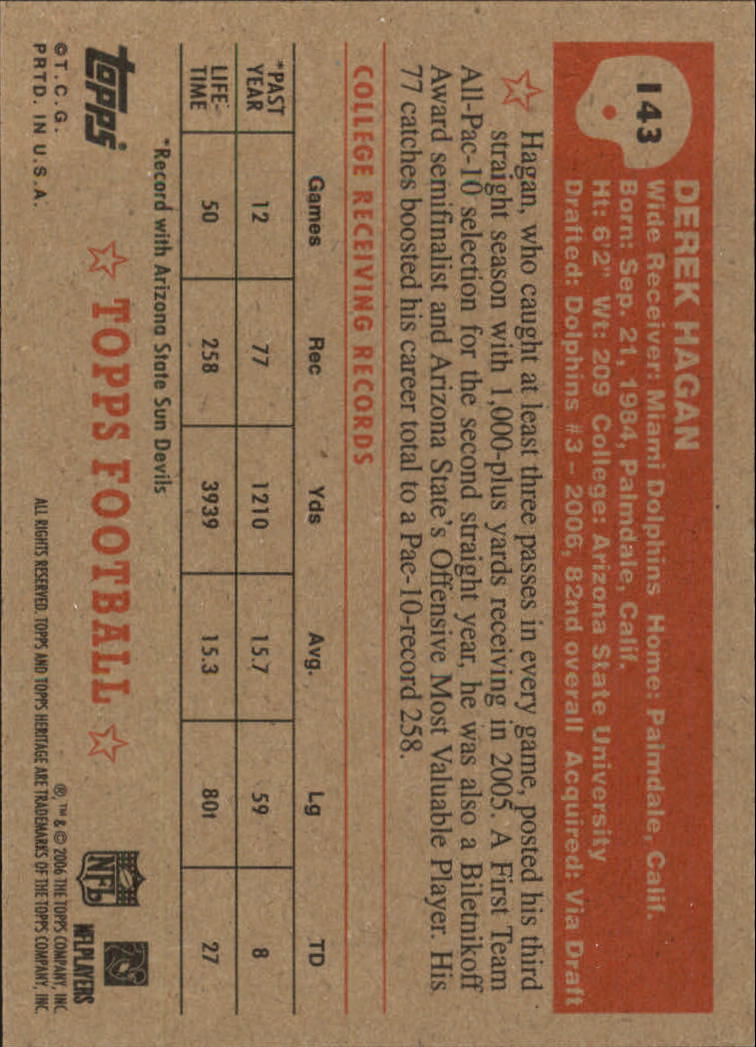 143
DEREK HAGAN
Wide Receiver: Miami Dolphins Home: Palmdale, Calif.
Born: Sep. 21, 1984, Palmdale, Calif.
Ht: 6'2" Wt: 209 College: Arizona State University
Drafted: Dolphins #3 - 2006, 82nd overall Acquired: Via Draft
Hagan, who caught at least three passes in every game, posted his third
straight season with 1,000-plus yards receiving in 2005. A First Team
All-Pac-10 selection for the second straight year, he was also a Biletnikoff
Award semifinalist and Arizona State's Offensive Most Valuable Player. His
77 catches boosted his career total to a Pac-10-record 258.
COLLEGE RECEIVING RECORDS
Games Rec Yds Avg. Lg TD
*PAST YEAR 12 77 1210 15.7 59 8
LIFE-TIME 50 258 3939 15.3 80t 27
*Record with Arizona State Sun Devils
topps
TOPPS FOOTBALL
NFL
NFLPLAYERS
©T.C.G.
PRTD. IN U.S.A.
®, ™ & © 2006 THE TOPPS COMPANY, INC.
ALL RIGHTS RESERVED. TOPPS AND TOPPS HERITAGE ARE TRADEMARKS OF THE TOPPS COMPANY, INC.